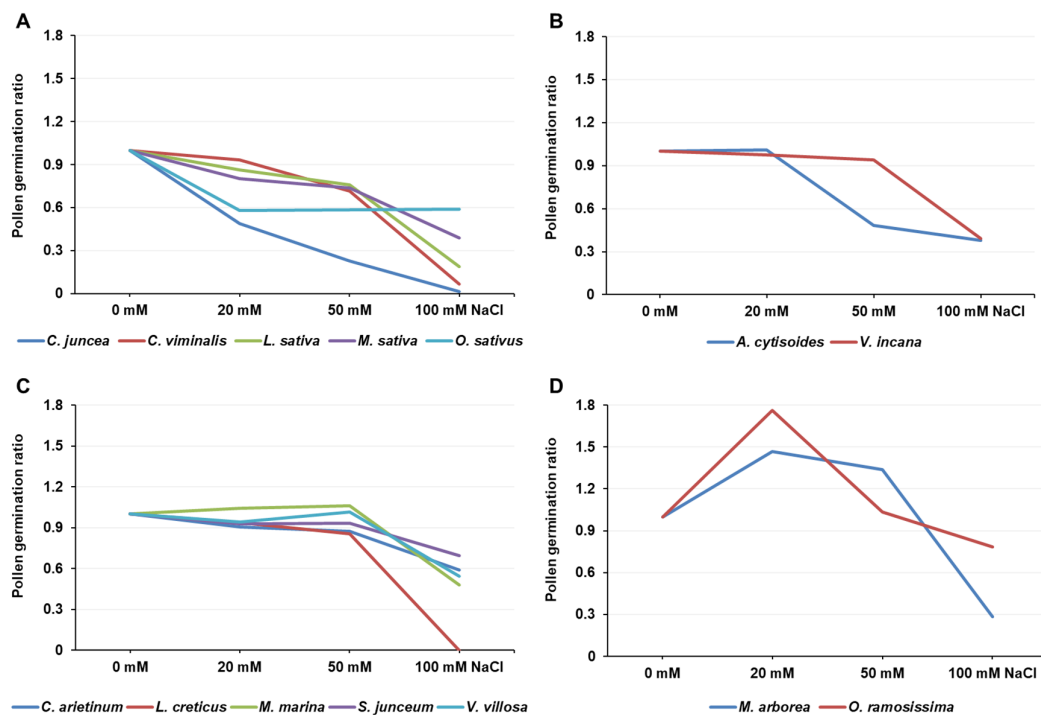 A
Pollen germination ratio
1.8
1.5
1.2
0.9
0.6
0.3
0
0 mM 20 mM 50 mM 100 mM NaCl
C. juncea C. viminalis L. sativa M. sativa O. sativus
B
Pollen germination ratio
1.8
1.5
1.2
0.9
0.6
0.3
0
0 mM 20 mM 50 mM 100 mM NaCl
A. cytisoides V. incana
C
Pollen germination ratio
1.8
1.5
1.2
0.9
0.6
0.3
0
0 mM 20 mM 50 mM 100 mM NaCl
C. arietinum L. creticus M. marina S. junceum V. villosa
D
Pollen germination ratio
1.8
1.5
1.2
0.9
0.6
0.3
0
0 mM 20 mM 50 mM 100 mM NaCl
M. arborea O. ramosissima